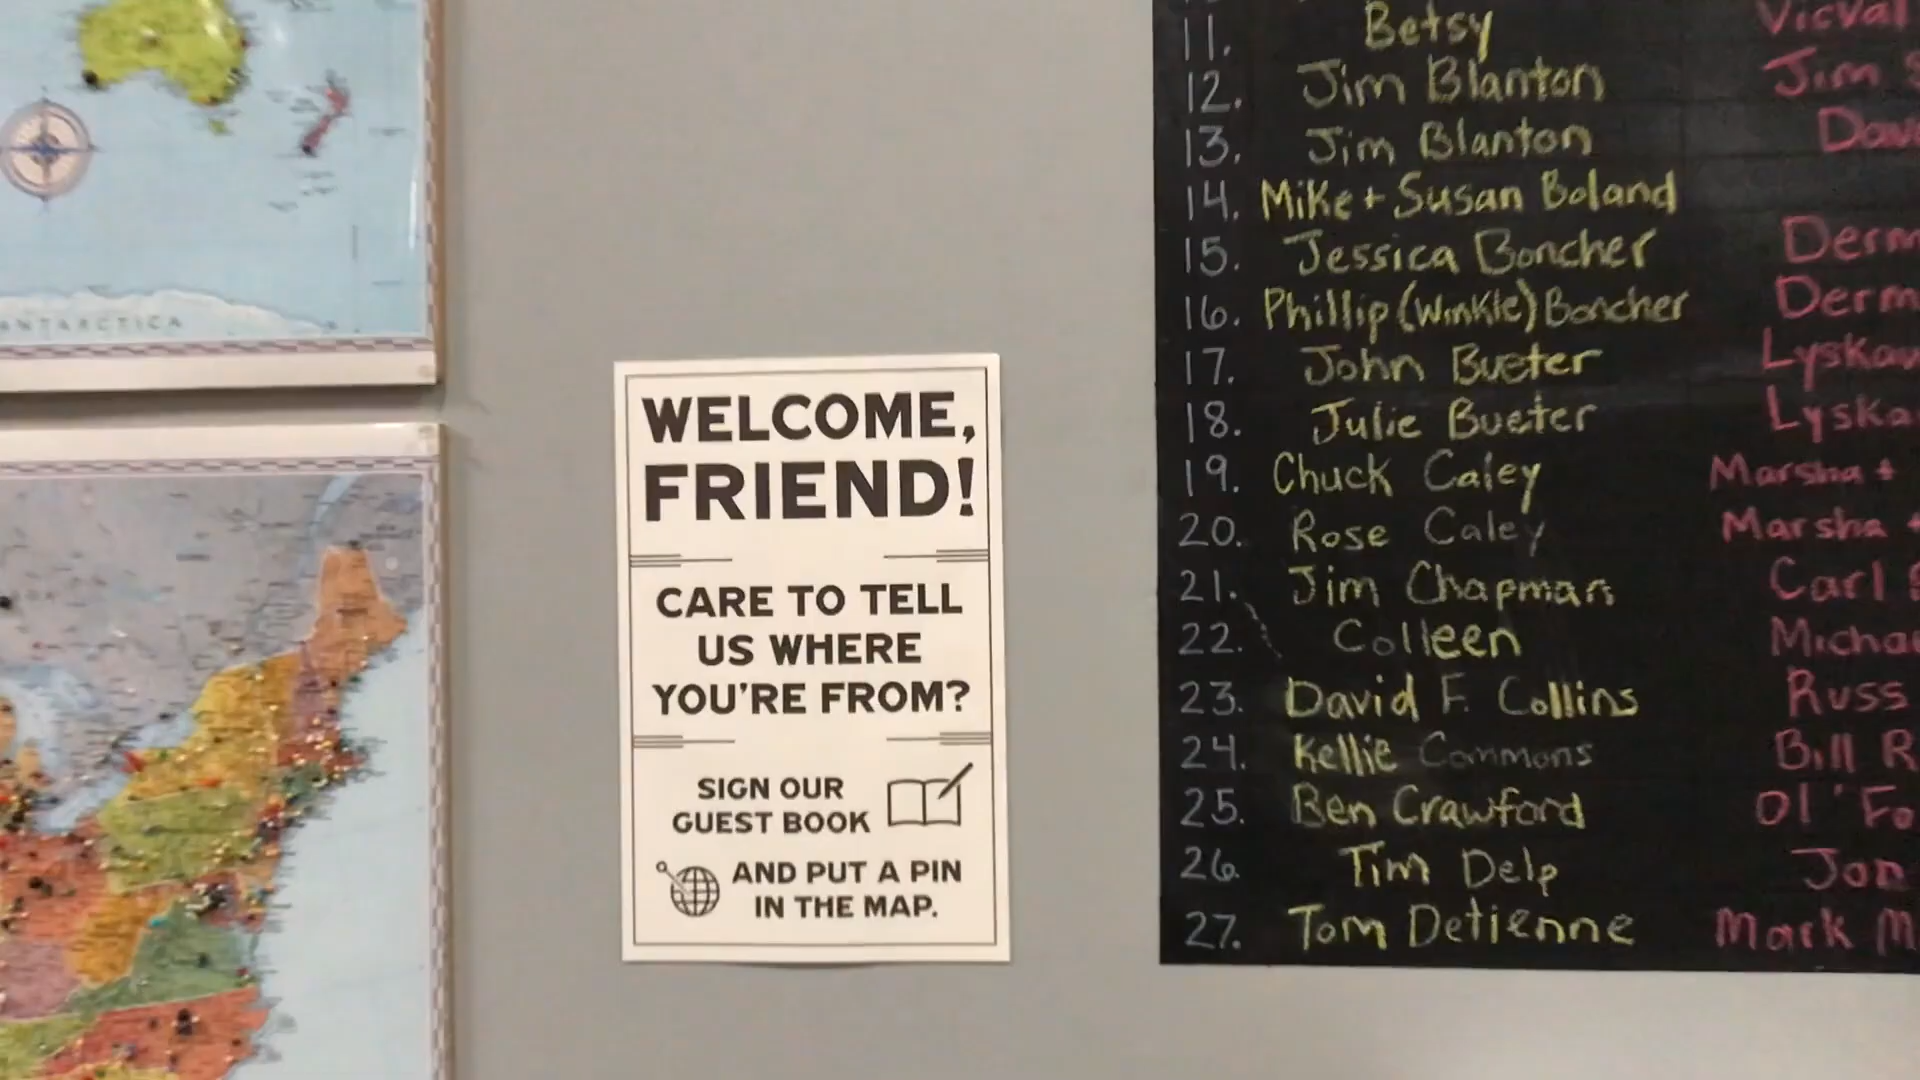 ANTARCTICA
WELCOME,
FRIEND!
CARE TO TELL
US WHERE
YOU'RE FROM?
SIGN OUR
GUEST BOOK
AND PUT A PIN
IN THE MAP.
11. Betsy
12. Jim Blanton Jim
13. Jim Blanton
14. Mike + Susan Boland
15. Jessica Boncher
16. Phillip (Winkle) Boncher
17. John Bueter
18. Julie Bueter
19. Chuck Caley Marsha +
20. Rose Caley Marsha +
21. Jim Chapman Carl
22. Colleen
23. David F. Collins Russ
24. Kellie Commons Bill R
25. Ben Crawford Ol' Fo
26. Tim Delp Jon
27. Tom Detienne Mark M